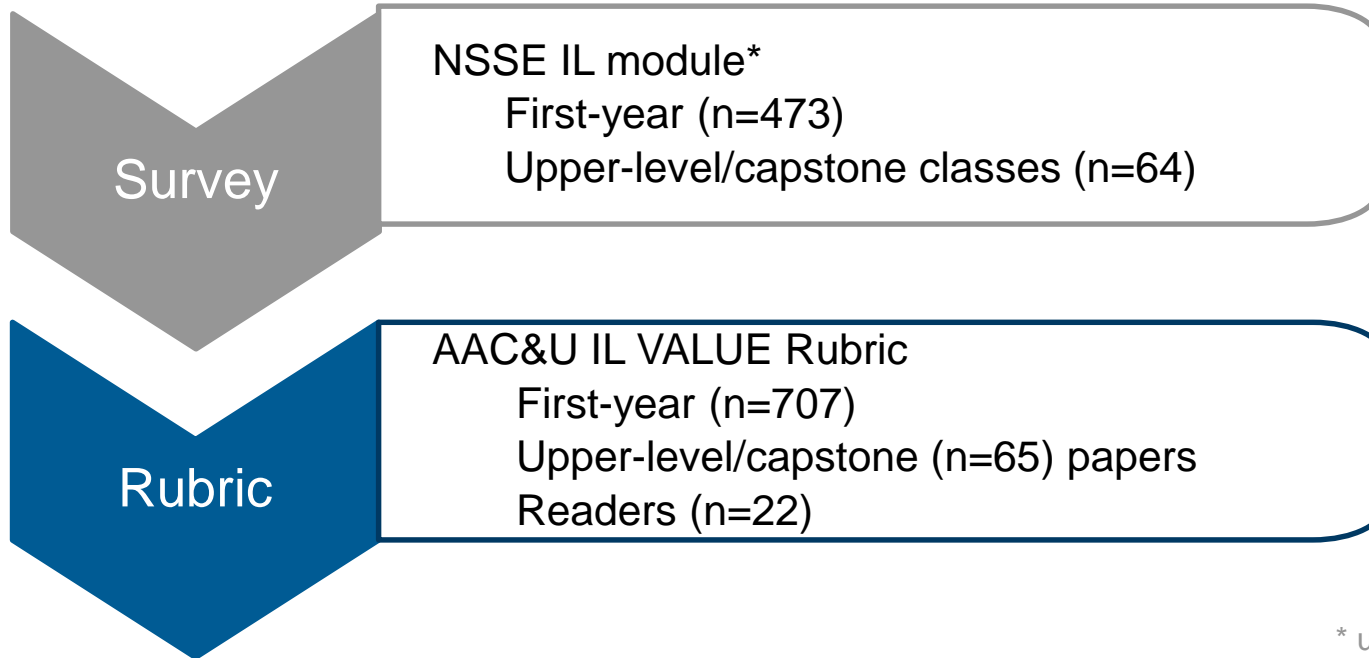 Survey
NSSE IL module*
First-year (n=473)
Upper-level/capstone classes (n=64)
Rubric
AAC&U IL VALUE Rubric
First-year (n=707)
Upper-level/capstone (n=65) papers
Readers (n=22)
*